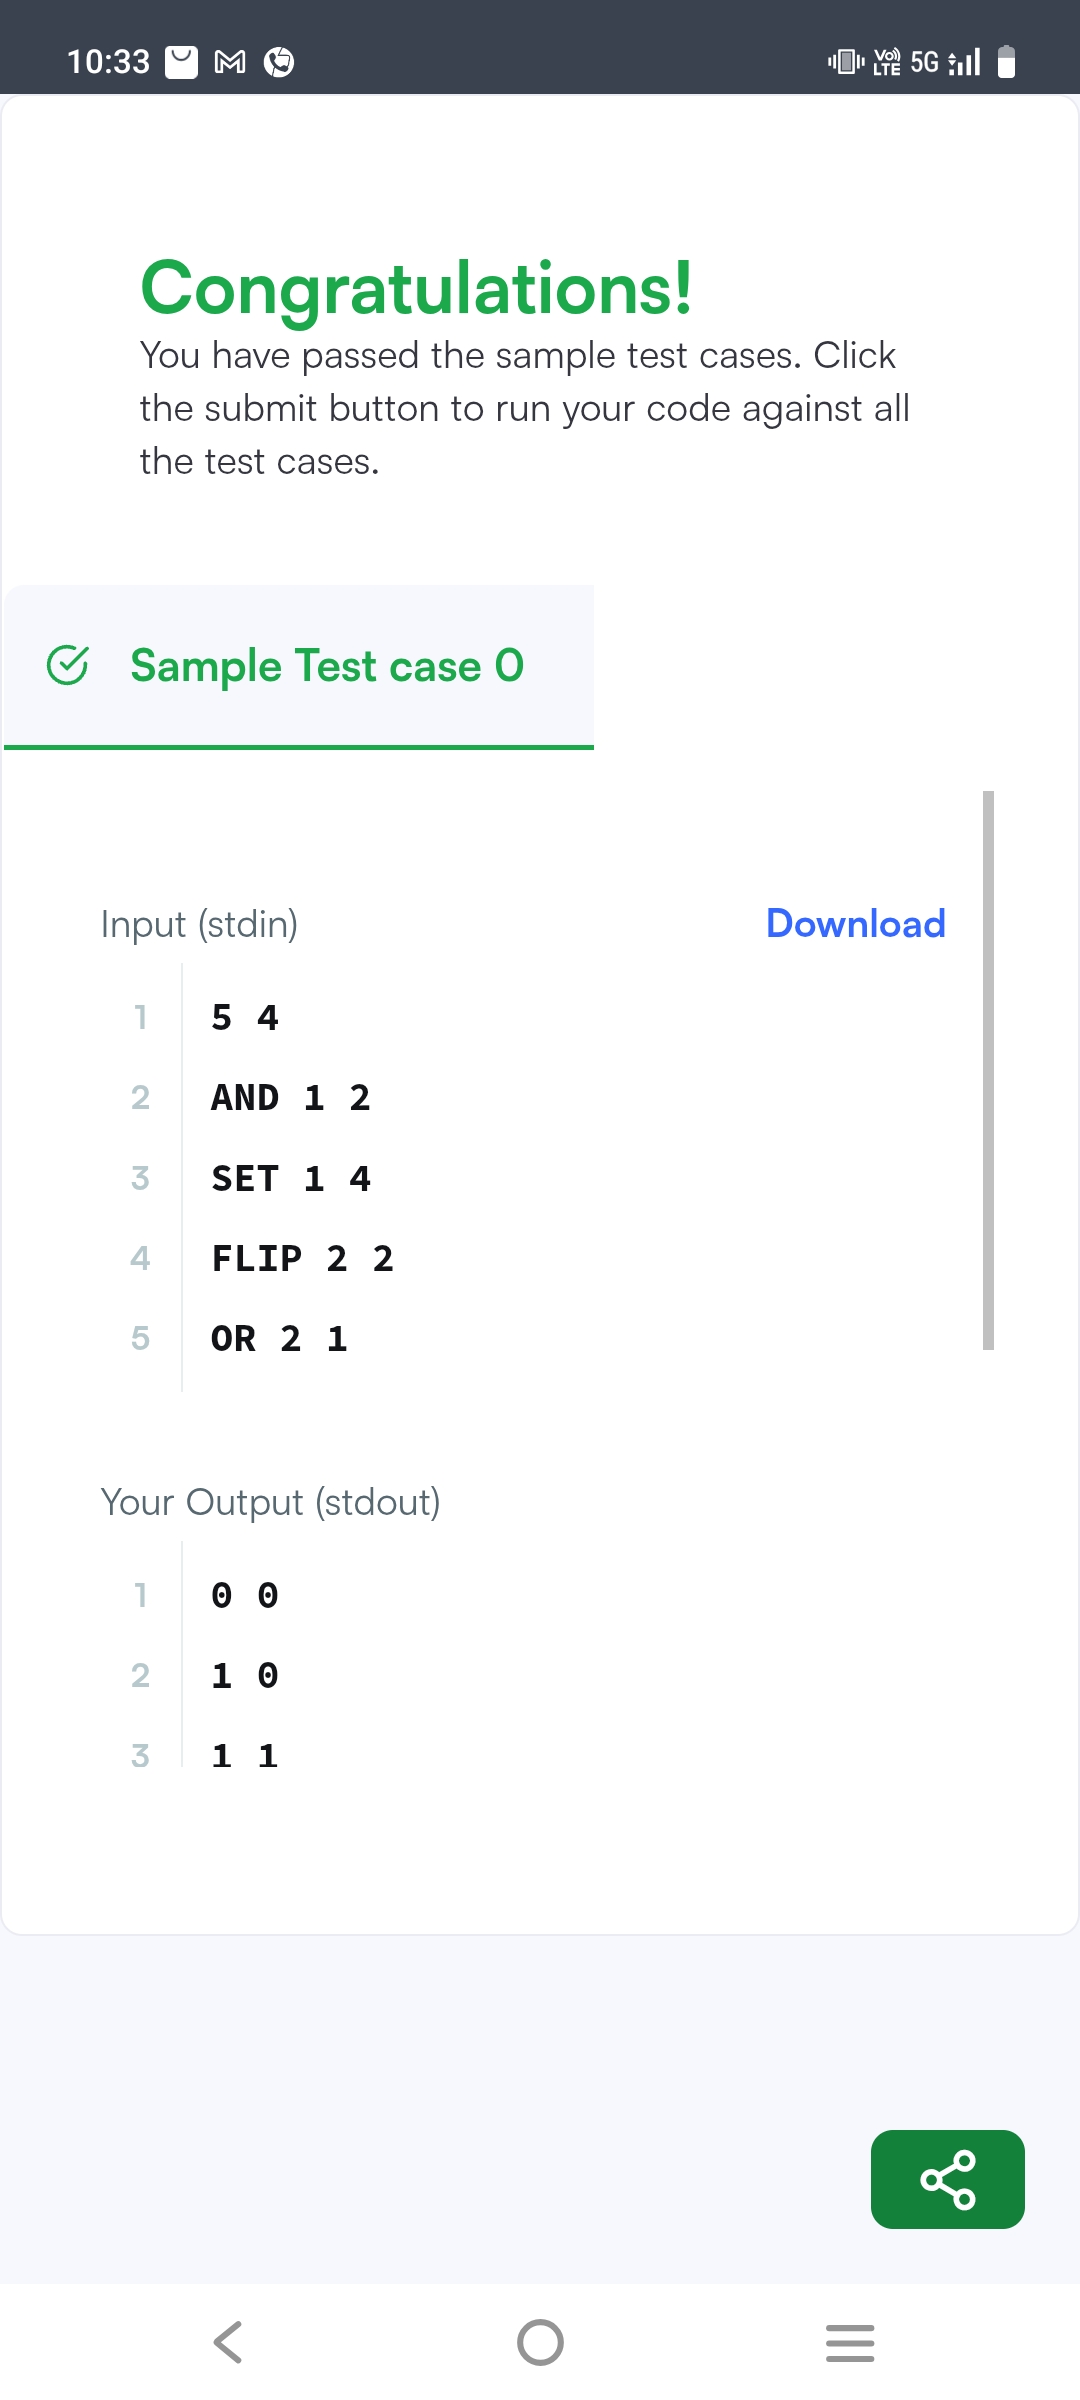 10:33 Vo)) LTE 5G
Congratulations!
You have passed the sample test cases. Click
the submit button to run your code against all
the test cases.
Sample Test case 0
Input (stdin) Download
1 5 4
2 AND 1 2
3 SET 1 4
4 FLIP 2 2
5 OR 2 1
Your Output (stdout)
1 0 0
2 1 0
3 1 1